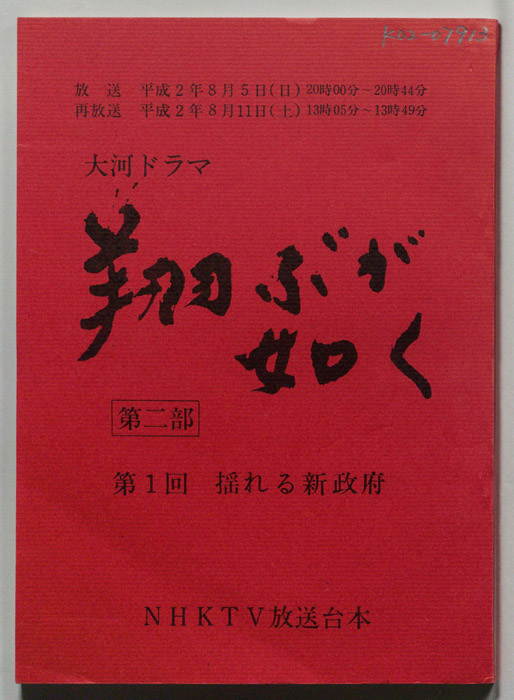 放　送　平成２年８月５日(日) 20時00分～20時44分
再放送　平成２年８月11日(土) 13時05分～13時49分
大河ドラマ
翔ぶが
如く
第二部
第１回　揺れる新政府
ＮＨＫＴＶ放送台本